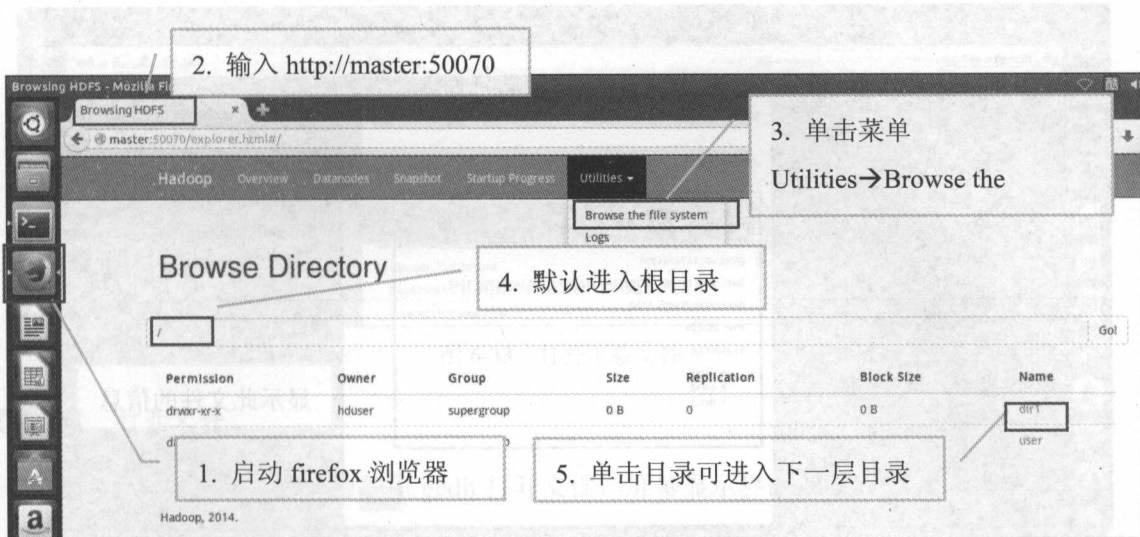 2. 输入 http://master:50070
Browsing HDFS - Mozilla Fi
Browsing HDFS
master:50070/explorer.html#/
3. 单击菜单
Utilities→Browse the
Hadoop Overview Datanodes Snapshot Startup Progress Utilities
Browse the file system
Logs
Browse Directory
4. 默认进入根目录
/
Go!
Permission Owner Group Size Replication Block Size Name
drwxr-xr-x hduser supergroup 0 B 0 0 B dir1
user
1. 启动 firefox 浏览器
5. 单击目录可进入下一层目录
Hadoop, 2014.